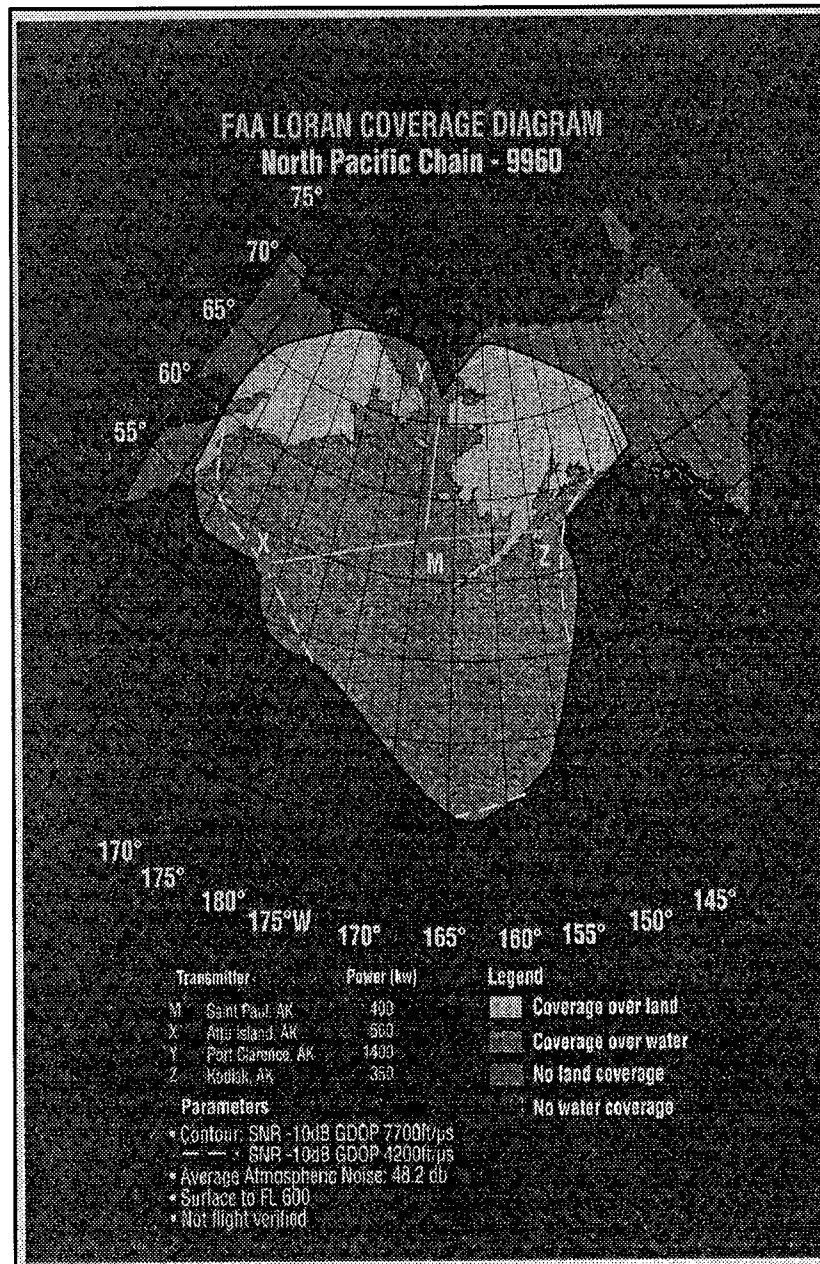 FAA LORAN COVERAGE DIAGRAM
North Pacific Chain - 9960
75°
70°
65°
60°
55°
Y
X
M
Z
170°
175°
180°
175°W
170°
165°
160°
155°
150°
145°
Transmitter Power (kw)
M Saint Paul, AK 400
X Attu Island, AK
Y Port Clarence, AK 1400
Z Kodiak, AK
Legend
Coverage over land
Coverage over water
No land coverage
No water coverage
Parameters
• Contour: SNR -10dB GDOP 7700ft/µs
SNR -10dB GDOP 4200ft/µs
• Average Atmospheric Noise: 48.2 db
• Surface to FL 600
• Not flight verified